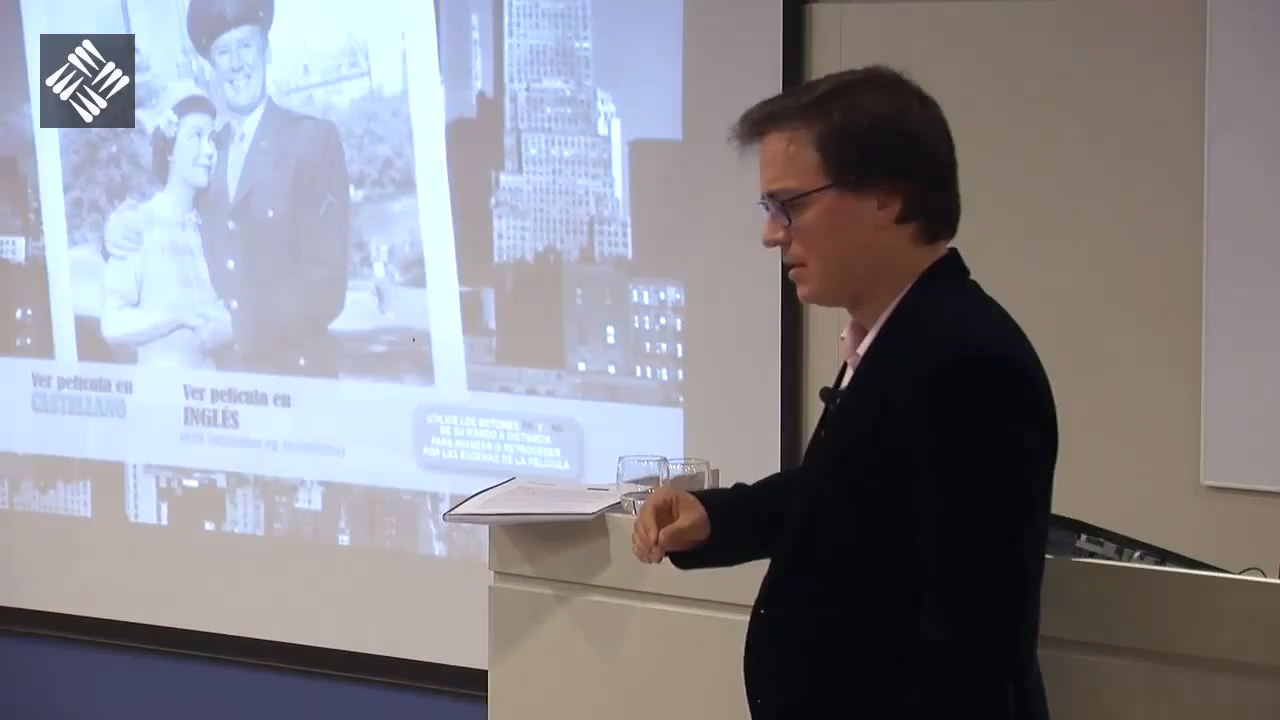 Ver película en
CASTELLANO
Ver película en
INGLÉS
UTILICE LOS BOTONES
DE SU MANDO A DISTANCIA
PARA AVANZAR O RETROCEDER
POR LAS ESCENAS DE LA PELÍCULA